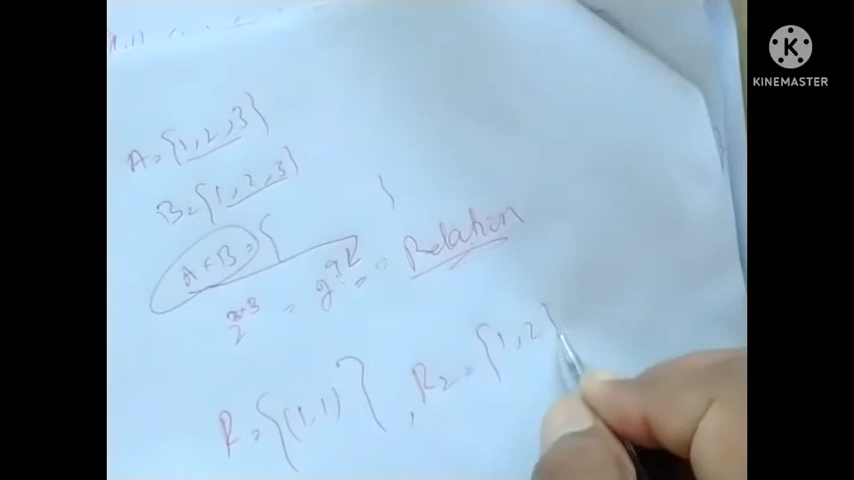 K
KINEMASTER
A={1,2,3}
B={1,2,3}
A×B={ }
2^{3×3} = 2^9 = Relation
R={(1,1)}, R2={1,2}